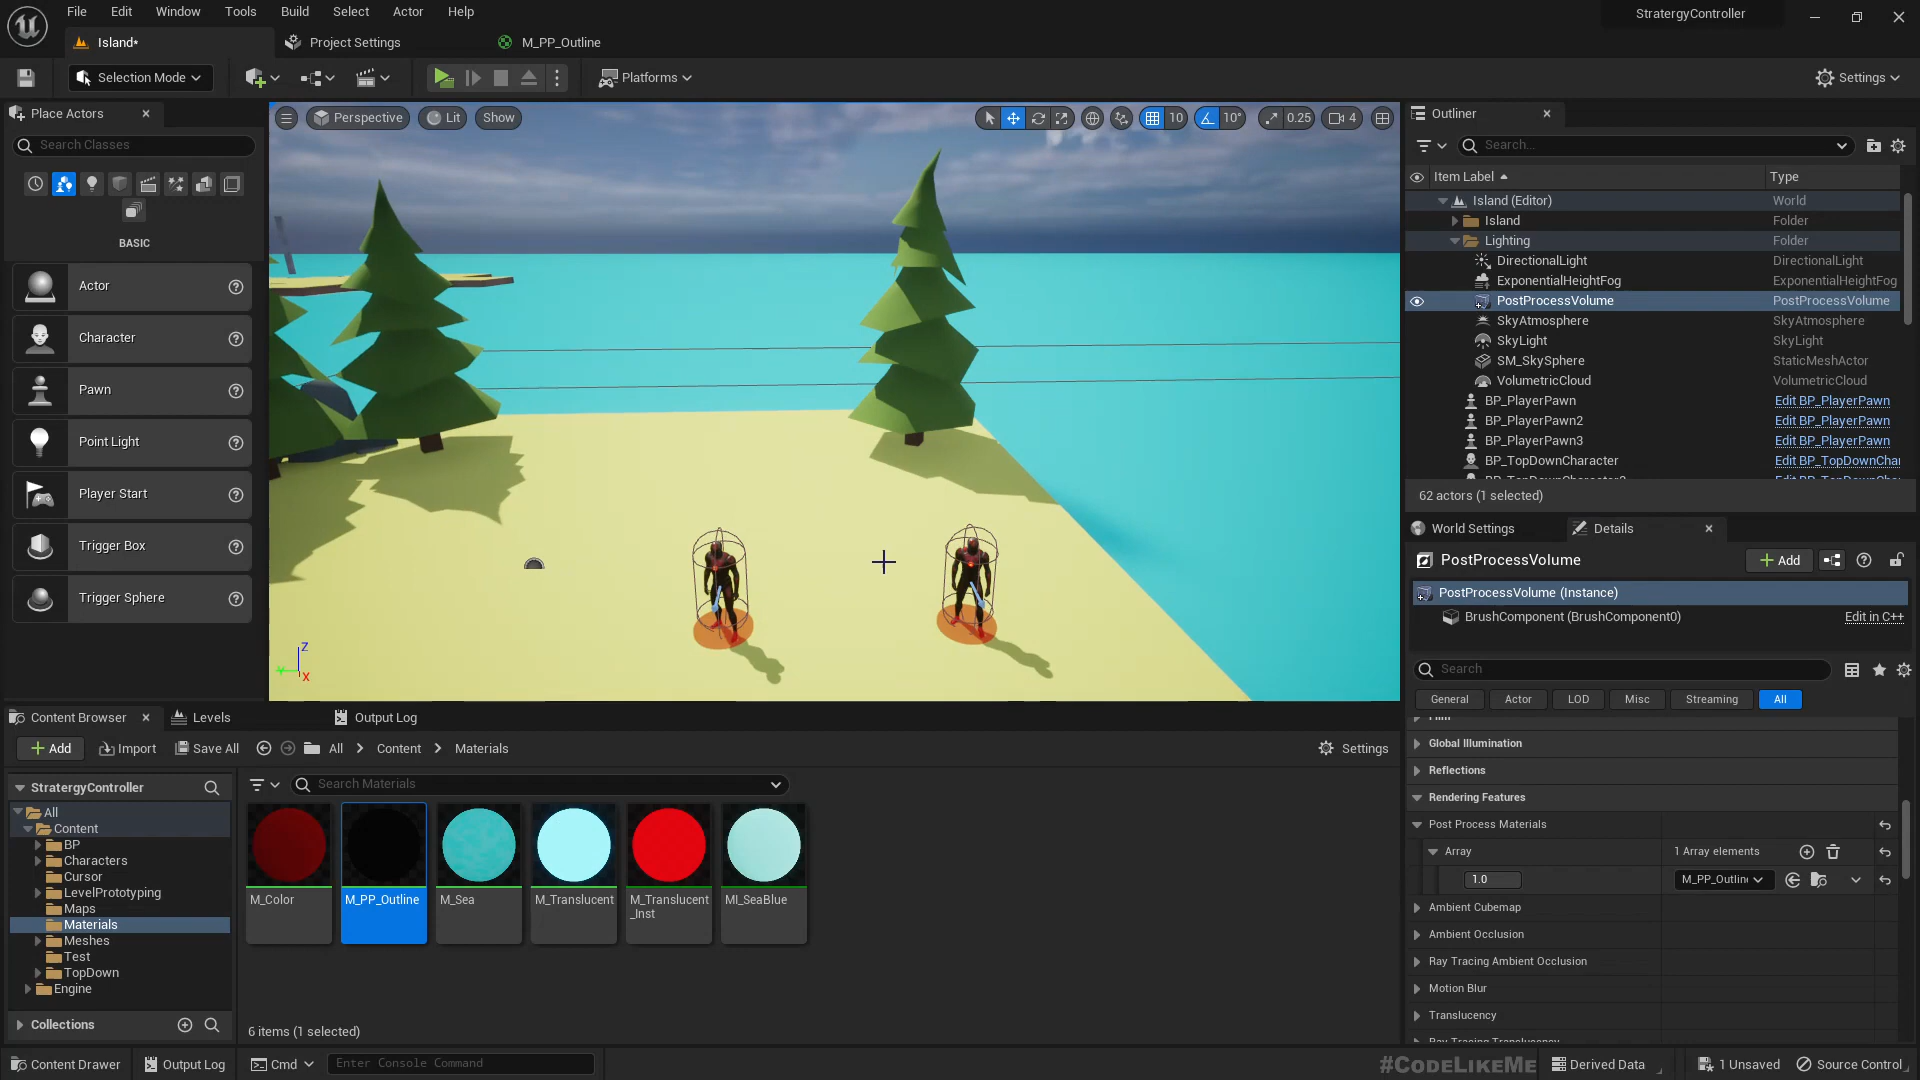 File Edit Window Tools Build Select Actor Help
StratergyController
Island*
Project Settings
M_PP_Outline
Selection Mode
Platforms
Settings
Place Actors
Search Classes
BASIC
Actor
Character
Pawn
Point Light
Player Start
Trigger Box
Trigger Sphere
Perspective
Lit
Show
10
10°
0.25
4
Z
X
Outliner
Search...
Item Label
Type
Island (Editor) World
Island Folder
Lighting Folder
DirectionalLight DirectionalLight
ExponentialHeightFog ExponentialHeightFog
PostProcessVolume PostProcessVolume
SkyAtmosphere SkyAtmosphere
SkyLight SkyLight
SM_SkySphere StaticMeshActor
VolumetricCloud VolumetricCloud
BP_PlayerPawn Edit BP_PlayerPawn
BP_PlayerPawn2 Edit BP_PlayerPawn
BP_PlayerPawn3 Edit BP_PlayerPawn
BP_TopDownCharacter Edit BP_TopDownChar
62 actors (1 selected)
World Settings
Details
PostProcessVolume
Add
PostProcessVolume (Instance)
BrushComponent (BrushComponent0) Edit in C++
Search
General Actor LOD Misc Streaming All
Film
Global Illumination
Reflections
Rendering Features
Post Process Materials
Array 1 Array elements
1.0 M_PP_Outlin
Ambient Cubemap
Ambient Occlusion
Ray Tracing Ambient Occlusion
Motion Blur
Translucency
Ray Tracing Translucency
Content Browser
Levels
Output Log
Add Import Save All All Content Materials
Settings
StratergyController
Search Materials
All
Content
BP
Characters
Cursor
LevelPrototyping
Maps
Materials
Meshes
Test
TopDown
Engine
Collections
M_Color
M_PP_Outline
M_Sea
M_Translucent
M_Translucent
_Inst
MI_SeaBlue
6 items (1 selected)
Content Drawer
Output Log
Cmd
Enter Console Command
#CodeLikeMe
Derived Data
1 Unsaved
Source Control